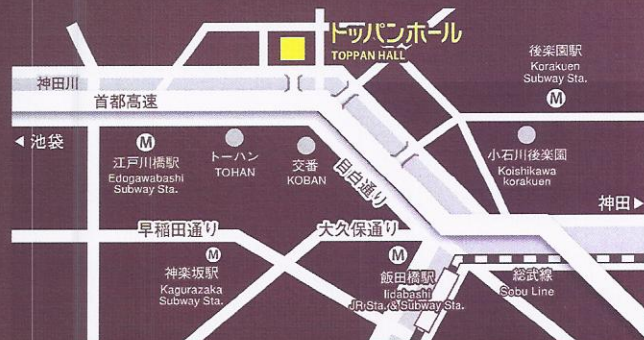 トッパンホール
TOPPAN HALL
後楽園駅
Korakuen
Subway Sta.
M
神田川
首都高速
◀ 池袋
M
江戸川橋駅
Edogawabashi
Subway Sta.
トーハン
TOHAN
交番
KOBAN
目白通り
小石川後楽園
Koishikawa
korakuen
神田 ▶
早稲田通り
大久保通り
M
神楽坂駅
Kagurazaka
Subway Sta.
M
飯田橋駅
Iidabashi
JR Sta. & Subway Sta.
総武線
Sobu Line